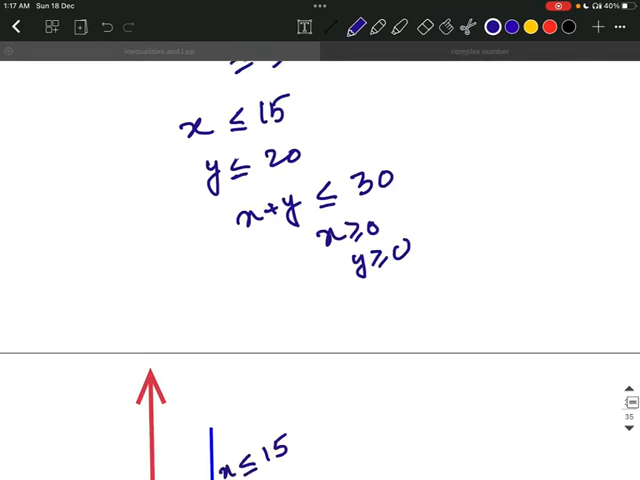 1:17 AM Sun 18 Dec
40%
inequalities and Lpp
complex number
x ≤ 15
y ≤ 20
x + y ≤ 30
x ≥ 0
y ≥ 0
35
x ≤ 15